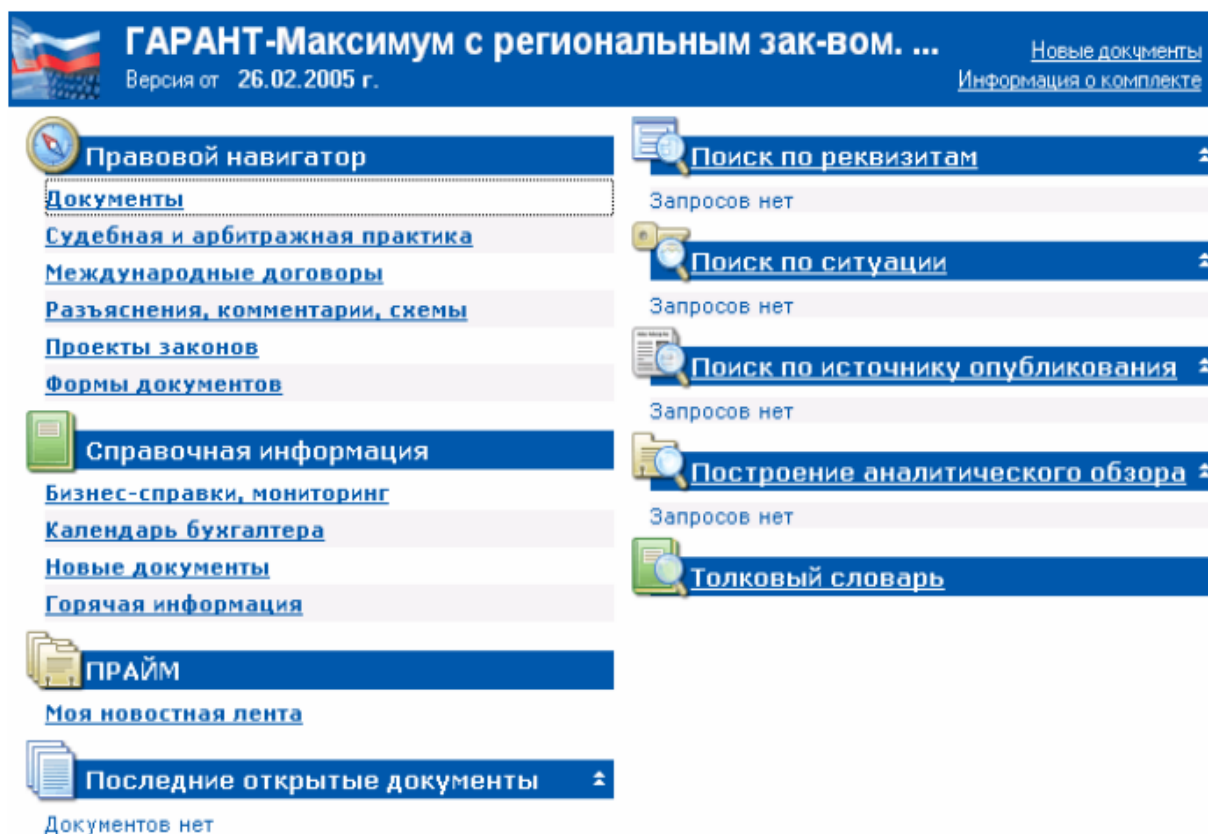 ГАРАНТ-Максимум с региональным зак-вом. ...
Версия от 26.02.2005 г.
Новые документы
Информация о комплекте
Правовой навигатор
Документы
Судебная и арбитражная практика
Международные договоры
Разъяснения, комментарии, схемы
Проекты законов
Формы документов
Справочная информация
Бизнес-справки, мониторинг
Календарь бухгалтера
Новые документы
Горячая информация
ПРАЙМ
Моя новостная лента
Последние открытые документы
Документов нет
Поиск по реквизитам
Запросов нет
Поиск по ситуации
Запросов нет
Поиск по источнику опубликования
Запросов нет
Построение аналитического обзора
Запросов нет
Толковый словарь